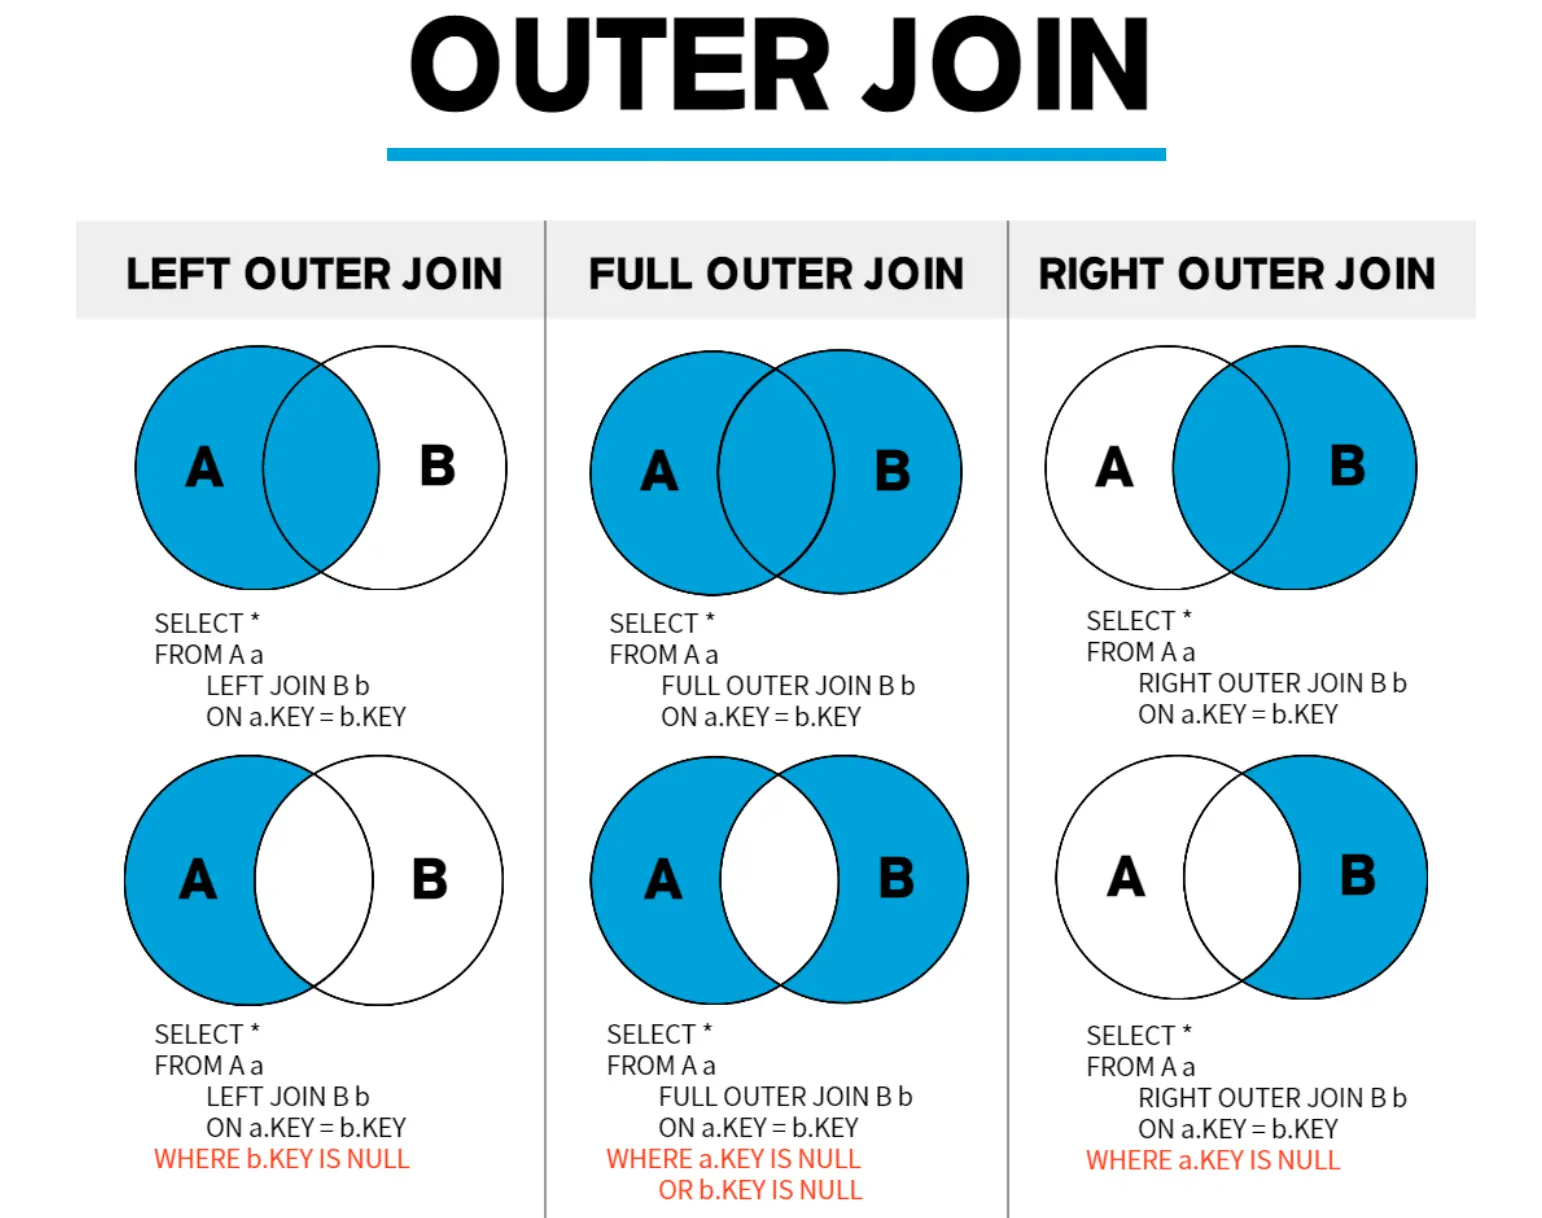 OUTER JOIN
LEFT OUTER JOIN
FULL OUTER JOIN
RIGHT OUTER JOIN
A
B
A
B
A
B
SELECT *
FROM A a
LEFT JOIN B b
ON a.KEY = b.KEY
SELECT *
FROM A a
FULL OUTER JOIN B b
ON a.KEY = b.KEY
SELECT *
FROM A a
RIGHT OUTER JOIN B b
ON a.KEY = b.KEY
A
B
A
B
A
B
SELECT *
FROM A a
LEFT JOIN B b
ON a.KEY = b.KEY
WHERE b.KEY IS NULL
SELECT *
FROM A a
FULL OUTER JOIN B b
ON a.KEY = b.KEY
WHERE a.KEY IS NULL
OR b.KEY IS NULL
SELECT *
FROM A a
RIGHT OUTER JOIN B b
ON a.KEY = b.KEY
WHERE a.KEY IS NULL